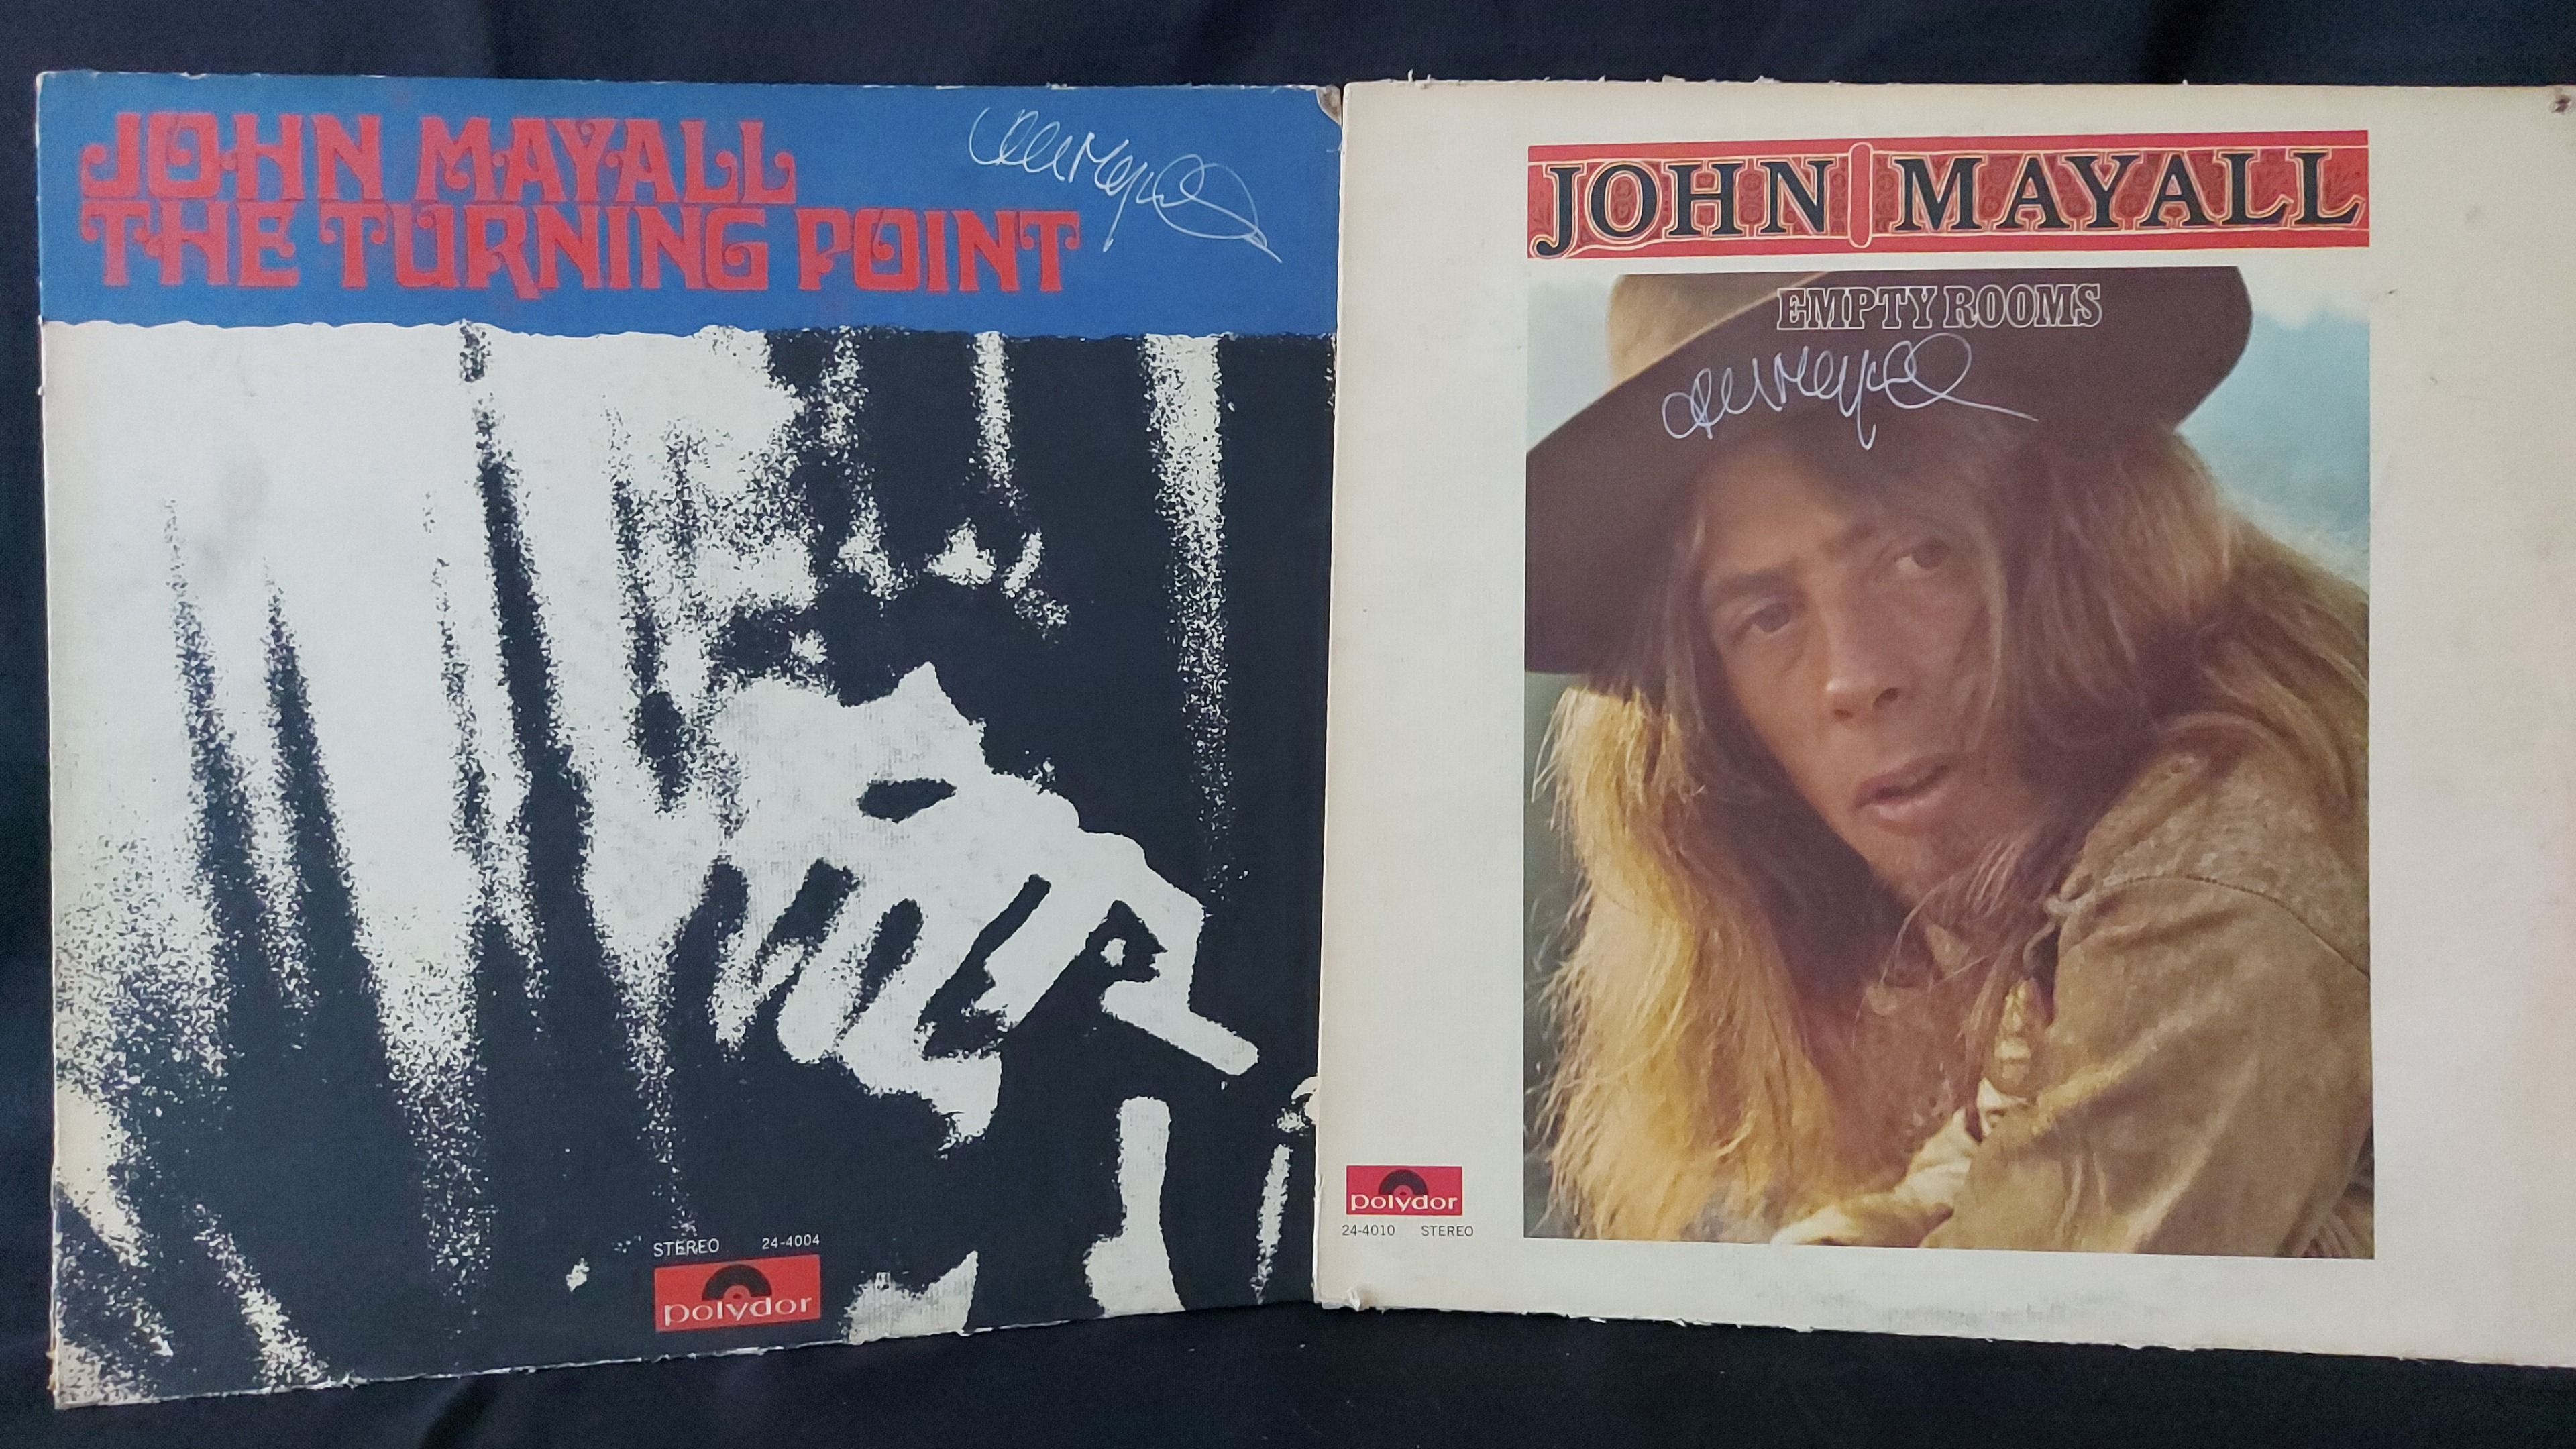 JOHN MAYALL
THE TURNING POINT
STEREO 24-4004
polydor
JOHN MAYALL
EMPTY ROOMS
polydor
24-4010 STEREO